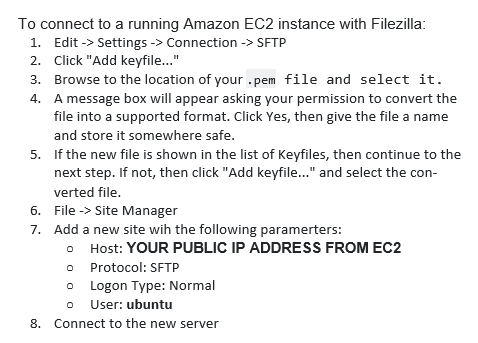 To connect to a running Amazon EC2 instance with Filezilla:
1. Edit -> Settings -> Connection -> SFTP
2. Click "Add keyfile..."
3. Browse to the location of your .pem file and select it.
4. A message box will appear asking your permission to convert the
file into a supported format. Click Yes, then give the file a name
and store it somewhere safe.
5. If the new file is shown in the list of Keyfiles, then continue to the
next step. If not, then click "Add keyfile..." and select the con-
verted file.
6. File -> Site Manager
7. Add a new site wih the following paramerters:
o Host: YOUR PUBLIC IP ADDRESS FROM EC2
o Protocol: SFTP
o Logon Type: Normal
o User: ubuntu
8. Connect to the new server